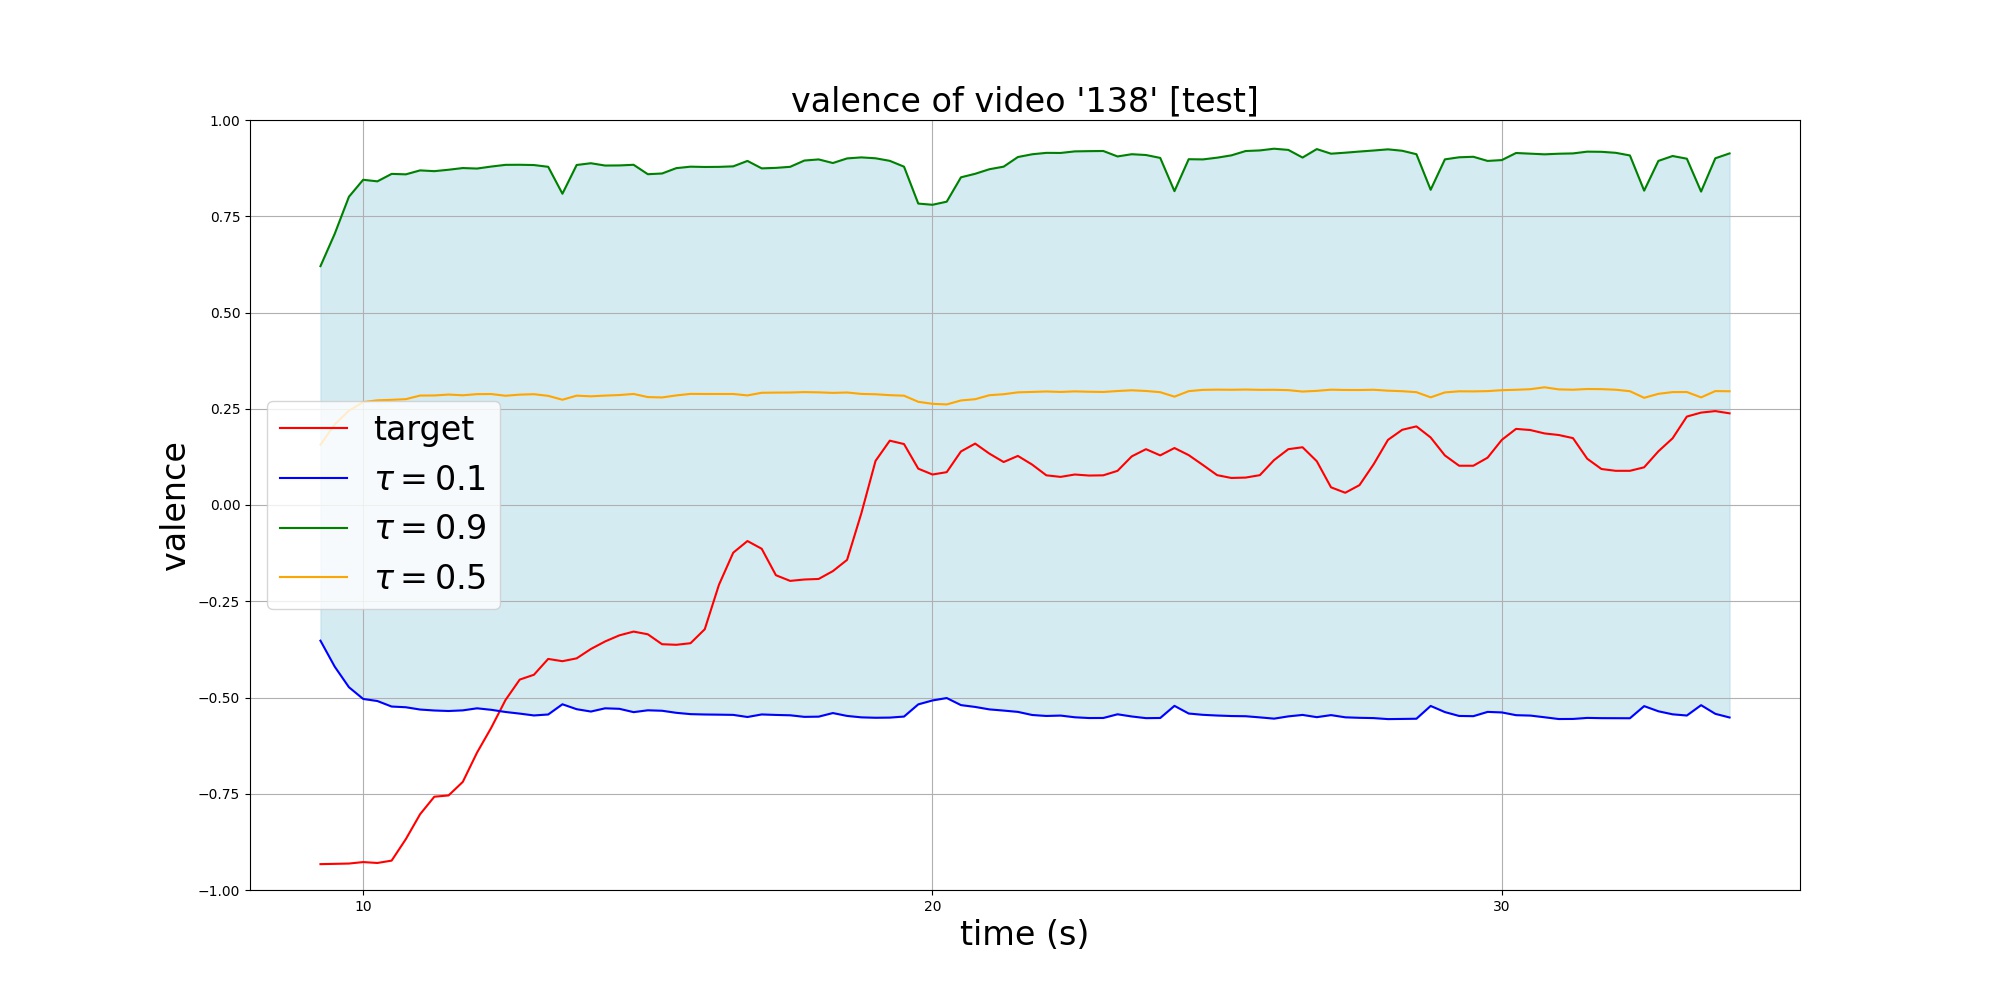 valence of video '138' [test]
1.00
0.75
0.50
0.25
0.00
−0.25
−0.50
−0.75
−1.00
valence
target
τ = 0.1
τ = 0.9
τ = 0.5
10 20 30
time (s)